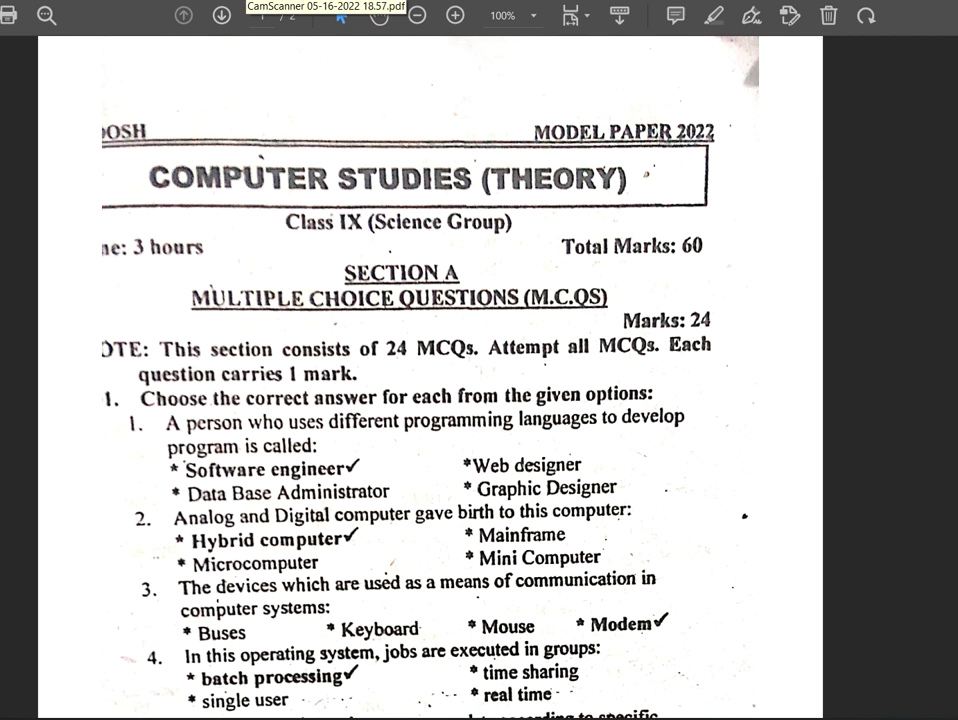 CamScanner 05-16-2022 18.57.pdf
/ 2
100%
OSH MODEL PAPER 2022
COMPUTER STUDIES (THEORY)
Class IX (Science Group)
ne: 3 hours Total Marks: 60
SECTION A
MULTIPLE CHOICE QUESTIONS (M.C.QS)
Marks: 24
OTE: This section consists of 24 MCQs. Attempt all MCQs. Each
question carries 1 mark.
1. Choose the correct answer for each from the given options:
1. A person who uses different programming languages to develop
program is called:
* Software engineer✓ *Web designer
* Data Base Administrator * Graphic Designer
2. Analog and Digital computer gave birth to this computer:
* Hybrid computer✓ * Mainframe
* Microcomputer * Mini Computer
3. The devices which are used as a means of communication in
computer systems:
* Buses * Keyboard * Mouse * Modem✓
4. In this operating system, jobs are executed in groups:
* batch processing✓ * time sharing
* single user * real time